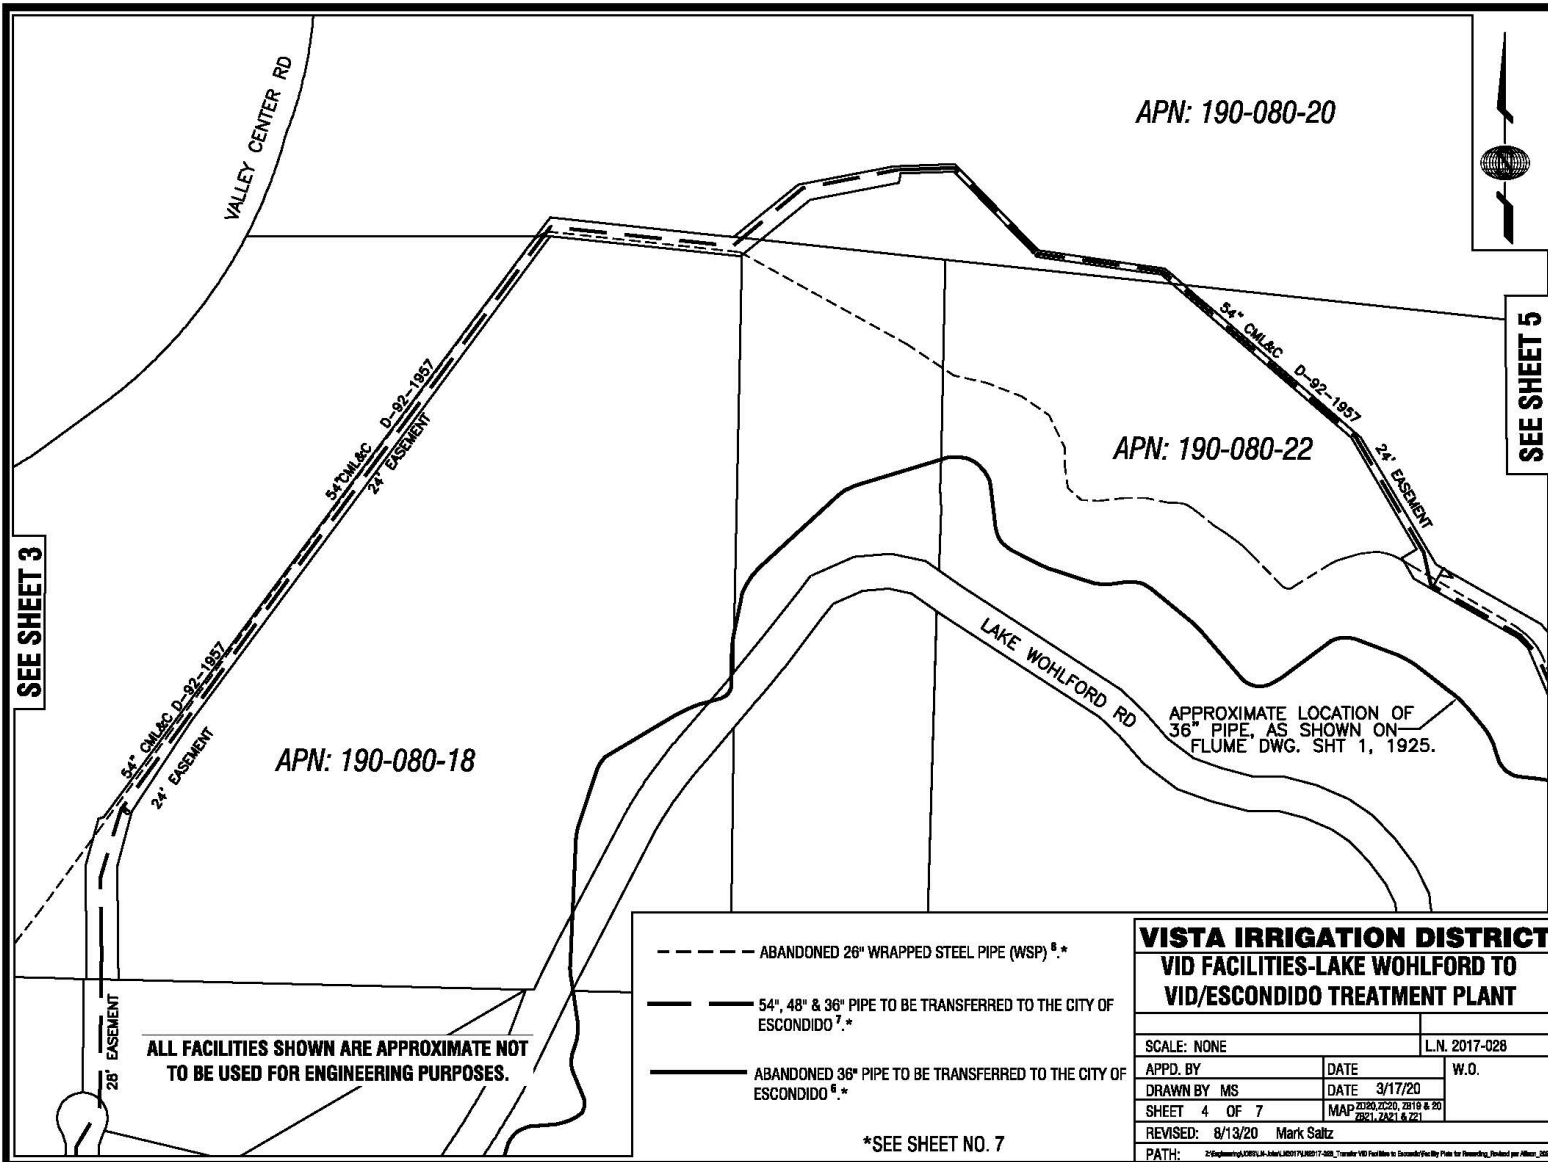 VALLEY CENTER RD
APN: 190-080-20
SEE SHEET 5
54" CML&C D-92-1957
24' EASEMENT
54" CML&C D-92-1957
24' EASEMENT
APN: 190-080-22
SEE SHEET 3
LAKE WOHLFORD RD
54" CML&C D-92-1957
24' EASEMENT
APN: 190-080-18
APPROXIMATE LOCATION OF
36" PIPE, AS SHOWN ON
FLUME DWG. SHT 1, 1925.
28' EASEMENT
ALL FACILITIES SHOWN ARE APPROXIMATE NOT
TO BE USED FOR ENGINEERING PURPOSES.
ABANDONED 26" WRAPPED STEEL PIPE (WSP) 6.*
54", 48" & 36" PIPE TO BE TRANSFERRED TO THE CITY OF
ESCONDIDO 7.*
ABANDONED 36" PIPE TO BE TRANSFERRED TO THE CITY OF
ESCONDIDO 6.*
*SEE SHEET NO. 7
VISTA IRRIGATION DISTRICT
VID FACILITIES-LAKE WOHLFORD TO
VID/ESCONDIDO TREATMENT PLANT
SCALE: NONE L.N. 2017-028
APPD. BY DATE W.O.
DRAWN BY MS DATE 3/17/20
SHEET 4 OF 7 MAP ZD20, ZC20, ZB19 & 20
ZB21, ZA21 & Z21
REVISED: 8/13/20 Mark Saltz
PATH: